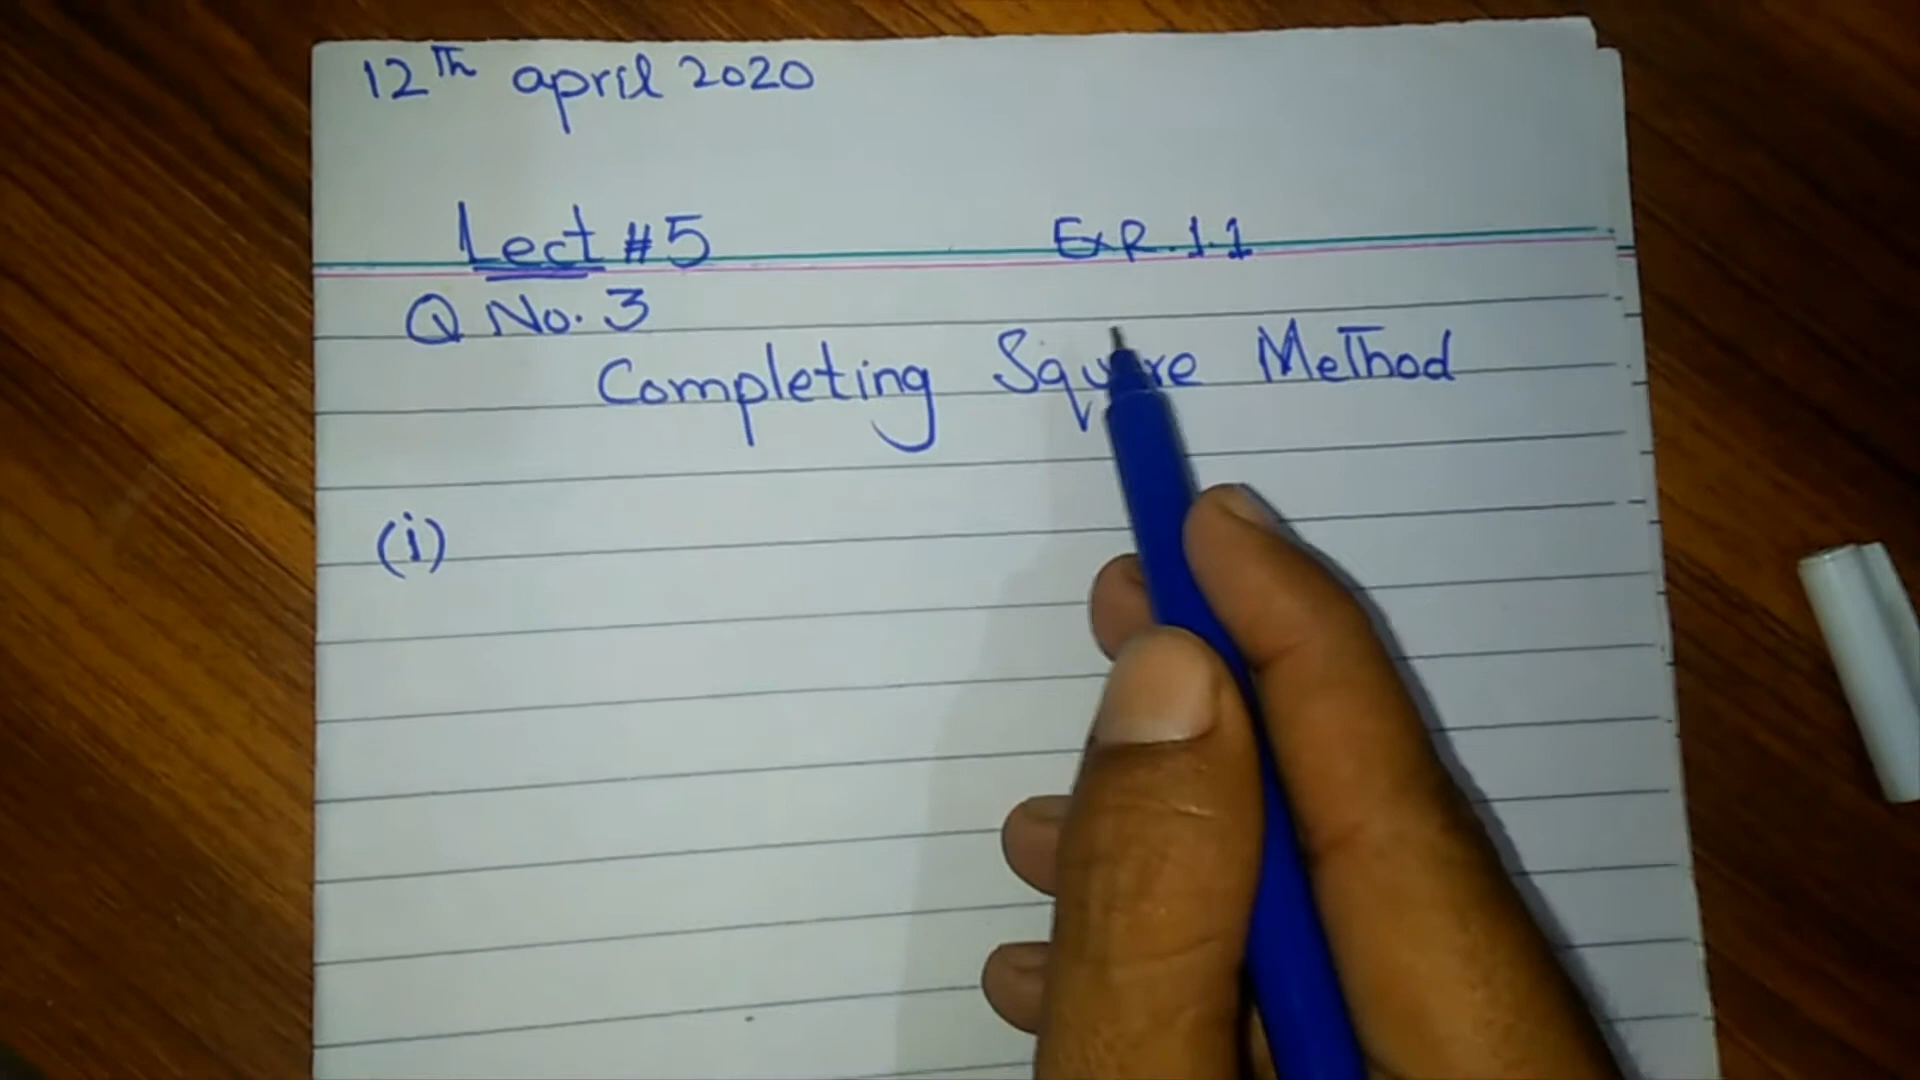 12Th april 2020
Lect #5 Ex.R.1.1
Q No. 3
Completing Square Method
(i)